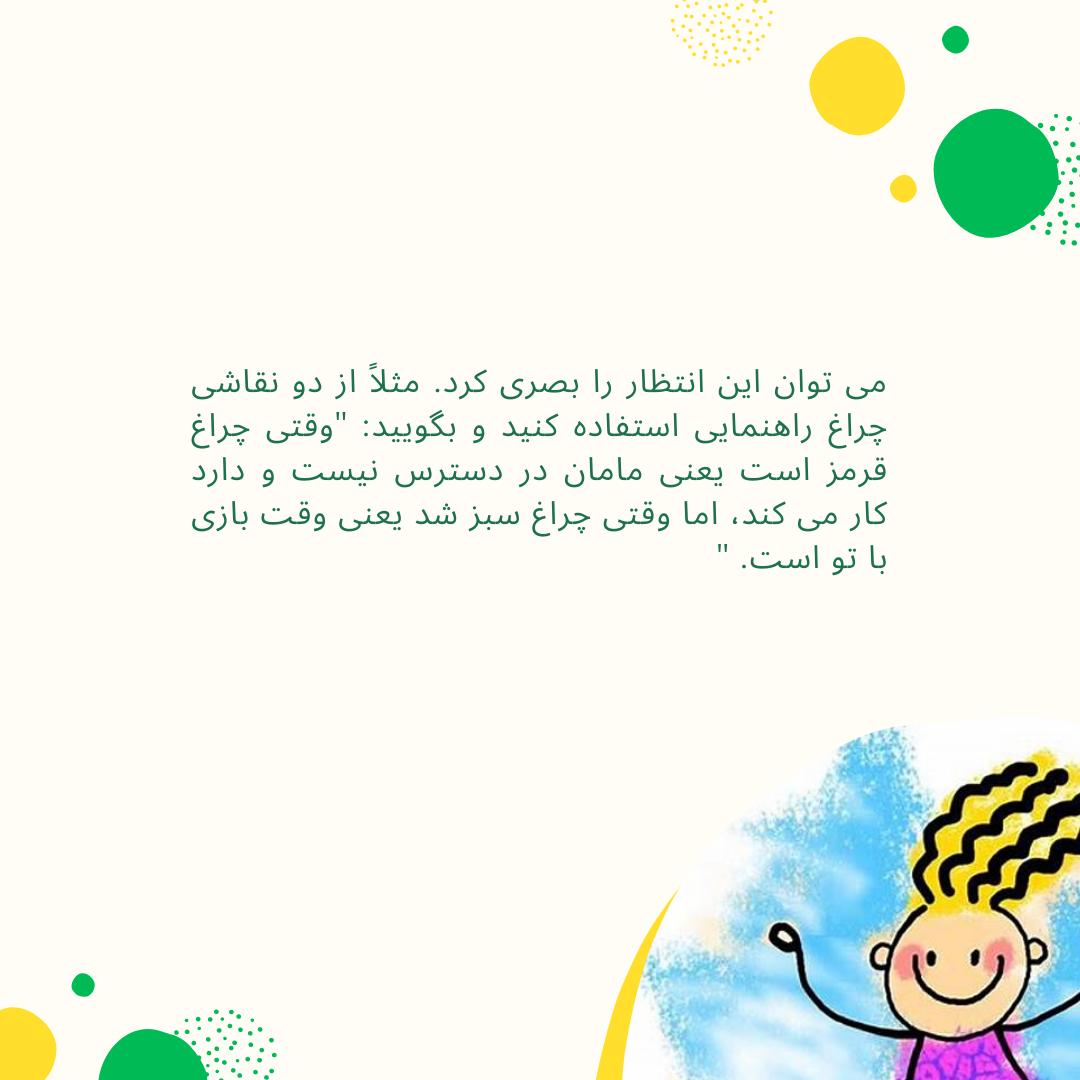 می توان این انتظار را بصری کرد. مثلاً از دو نقاشی
چراغ راهنمایی استفاده کنید و بگویید: "وقتی چراغ
قرمز است یعنی مامان در دسترس نیست و دارد
کار می کند، اما وقتی چراغ سبز شد یعنی وقت بازی
با تو است. "